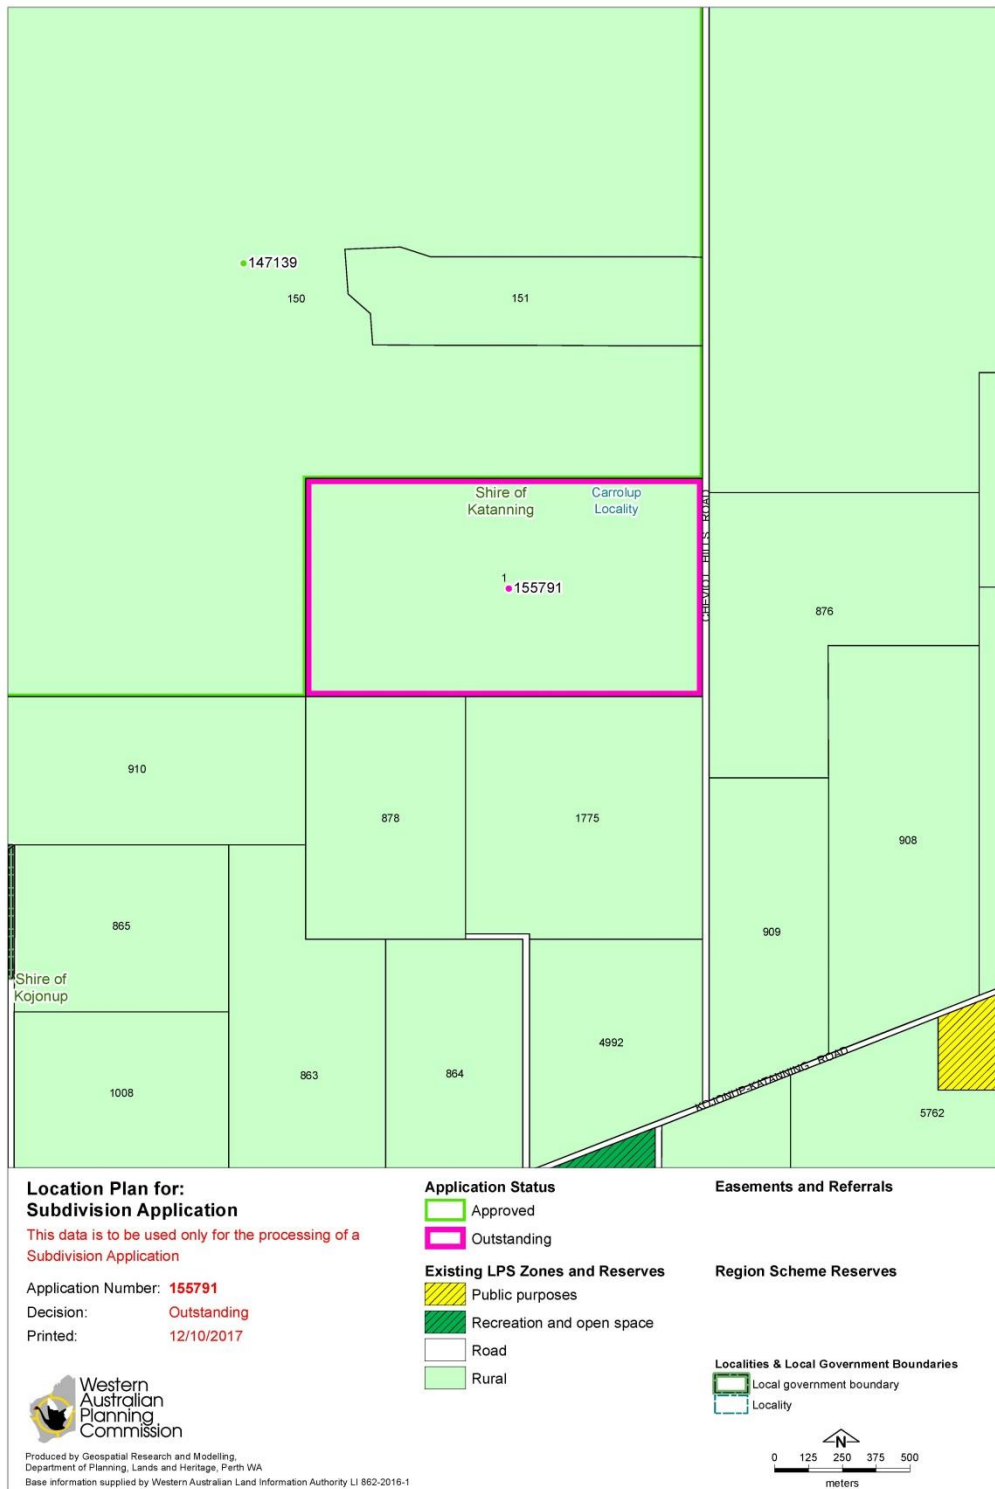 147139
150
151
Shire of
Katanning
Carrolup
Locality
CHEVIOT HILLS ROAD
1
155791
876
910
878
1775
908
865
909
Shire of
Kojonup
4992
863
864
1008
KOJONUP-KATANNING ROAD
5762
Location Plan for:
Subdivision Application
This data is to be used only for the processing of a
Subdivision Application
Application Number: 155791
Decision: Outstanding
Printed: 12/10/2017
Western
Australian
Planning
Commission
Produced by Geospatial Research and Modelling,
Department of Planning, Lands and Heritage, Perth WA
Base information supplied by Western Australian Land Information Authority LI 862-2016-1
Application Status
Approved
Outstanding
Existing LPS Zones and Reserves
Public purposes
Recreation and open space
Road
Rural
Easements and Referrals
Region Scheme Reserves
Localities & Local Government Boundaries
Local government boundary
Locality
N
0 125 250 375 500
meters